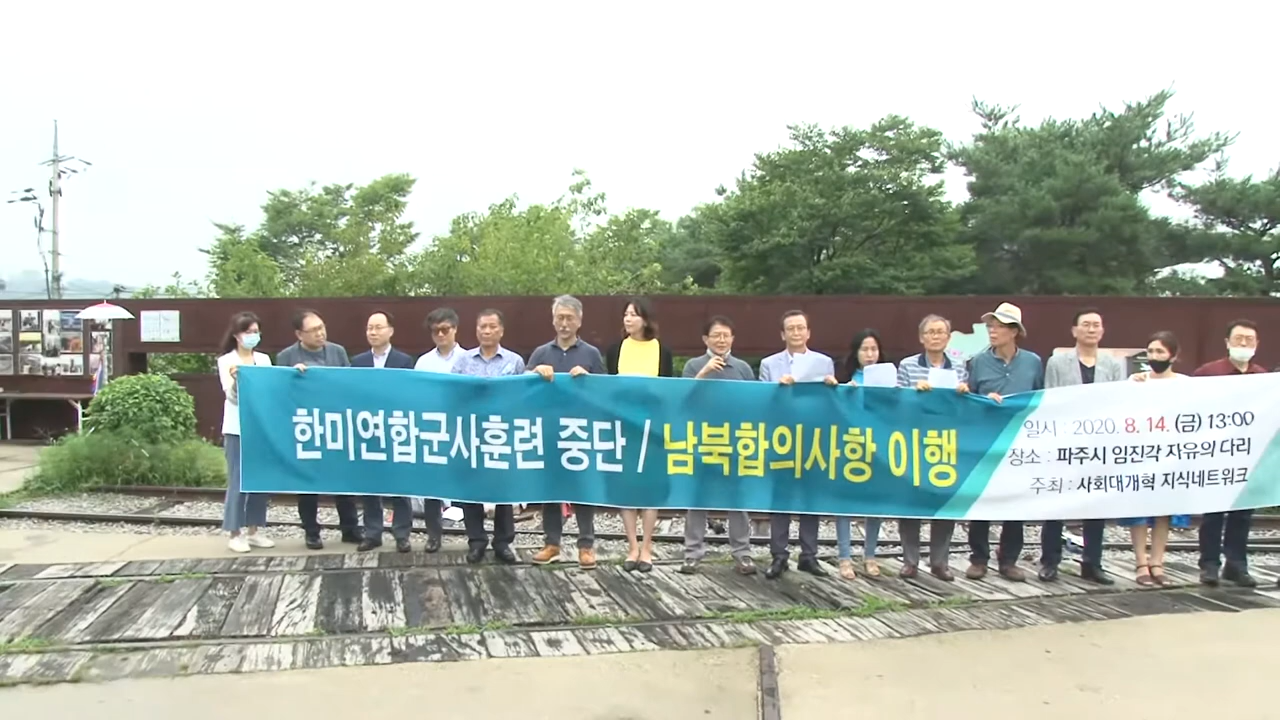 한미연합군사훈련 중단 / 남북합의사항 이행
일시 : 2020. 8. 14. (금) 13:00
장소 : 파주시 임진각 자유의 다리
주최 : 사회대개혁 지식네트워크